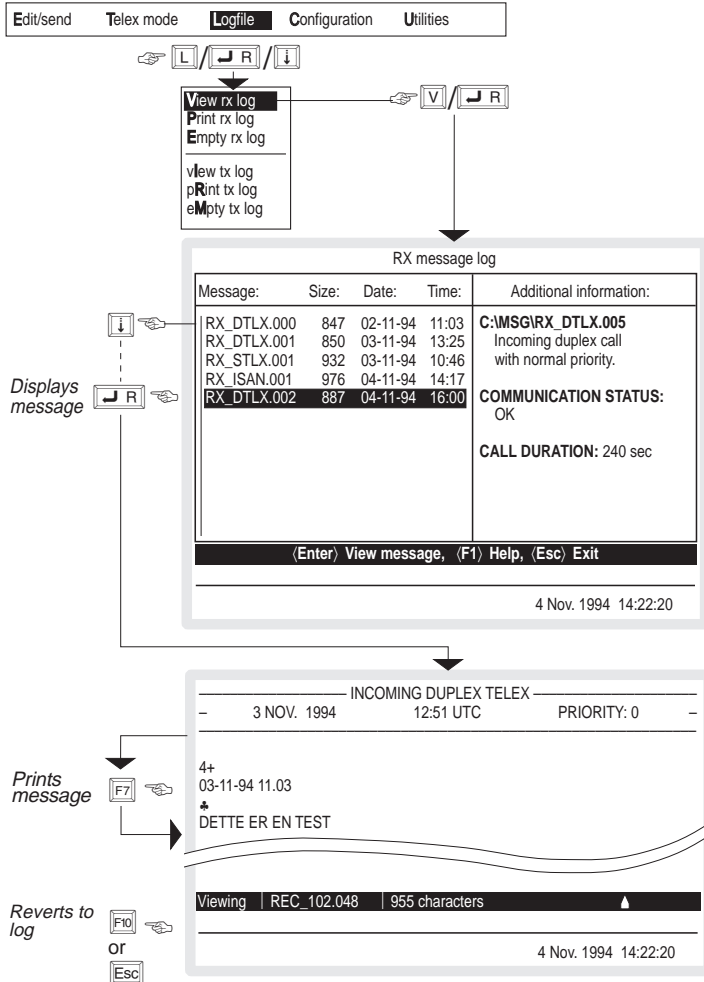 Edit/send Telex mode Logfile Configuration Utilities
L / R / ↓
View rx log
Print rx log
Empty rx log
vIew tx log
pRint tx log
eMpty tx log
V / R
RX message log
Message: Size: Date: Time: Additional information:
RX_DTLX.000 847 02-11-94 11:03
RX_DTLX.001 850 03-11-94 13:25
RX_STLX.001 932 03-11-94 10:46
RX_ISAN.001 976 04-11-94 14:17
RX_DTLX.002 887 04-11-94 16:00
C:\MSG\RX_DTLX.005
Incoming duplex call
with normal priority.
COMMUNICATION STATUS:
OK
CALL DURATION: 240 sec
↓
Displays
message
R
〈Enter〉 View message, 〈F1〉 Help, 〈Esc〉 Exit
4 Nov. 1994 14:22:20
INCOMING DUPLEX TELEX
– 3 NOV. 1994 12:51 UTC PRIORITY: 0 –
4+
03-11-94 11.03
♣
DETTE ER EN TEST
Prints
message
F7
Viewing | REC_102.048 | 955 characters
Reverts to
log
F10
or
Esc
4 Nov. 1994 14:22:20